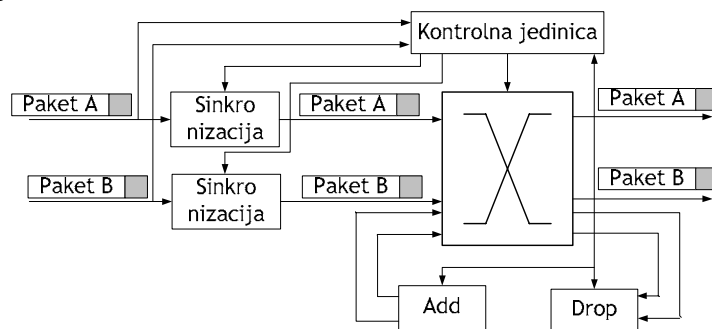 Kontrolna jedinica
Paket A
Sinkro
nizacija
Paket A
Paket A
Paket B
Sinkro
nizacija
Paket B
Paket B
Add
Drop